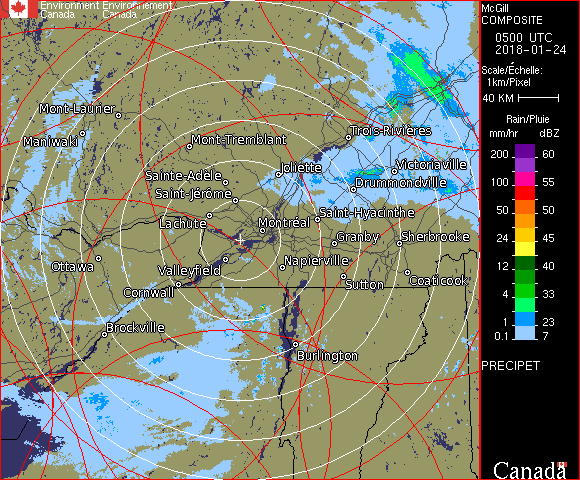 Environment Environnement
Canada Canada
Mont-Laurier
Maniwaki
Mont-Tremblant
Trois-Rivières
Sainte-Adèle
Joliette
Victoriaville
Drummondville
Saint-Jérôme
Lachute
Montréal
Saint-Hyacinthe
Granby
Sherbrooke
Ottawa
Valleyfield
Napierville
Cornwall
Sutton
Coaticook
Brockville
Burlington
McGill
COMPOSITE
0500 UTC
2018-01-24
Scale/Échelle:
1km/Pixel
40 KM
Rain/Pluie
mm/hr dBZ
200 60
100 55
50 50
24 45
12 40
4 33
1 23
0.1 7
PRECIPET
Canada